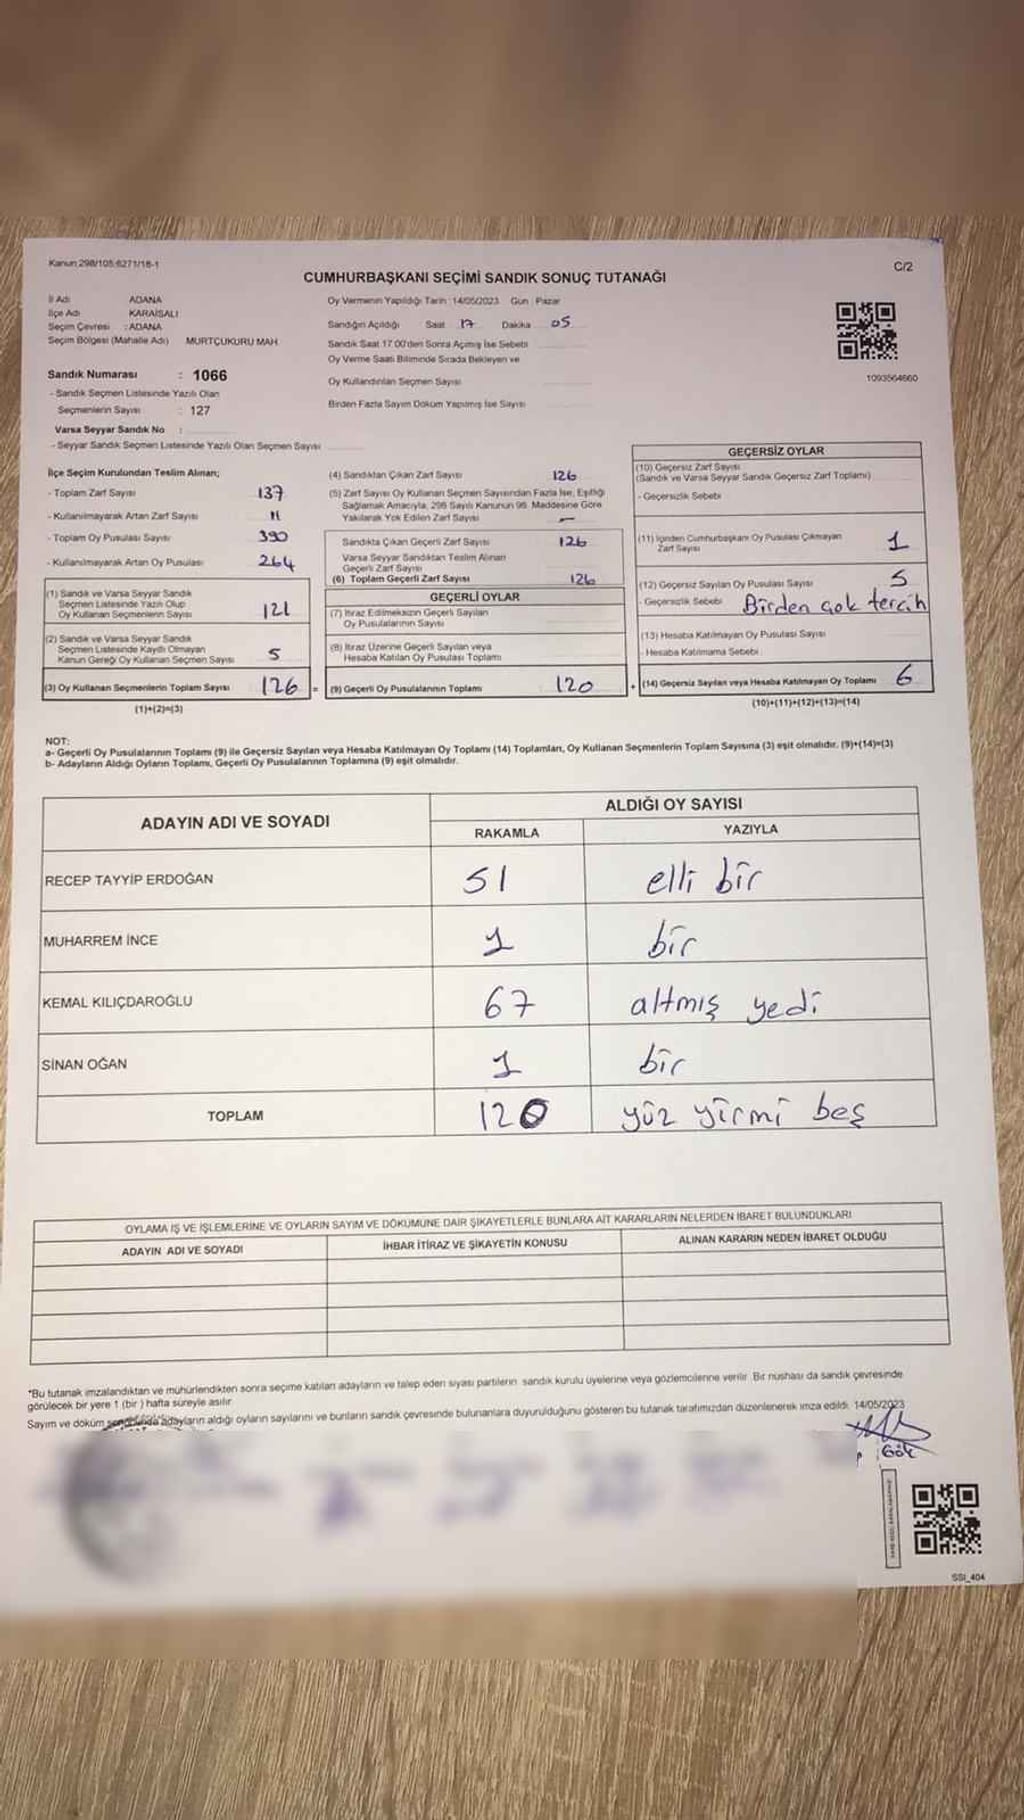 Kanun 298/105;6271/18-1
C/2
CUMHURBAŞKANI SEÇİMİ SANDIK SONUÇ TUTANAĞI
İl Adı ADANA
İlçe Adı KARAİSALI
Seçim Çevresi : ADANA
Seçim Bölgesi (Mahalle Adı) MURTÇUKURU MAH.
Sandık Numarası : 1066
- Sandık Seçmen Listesinde Yazılı Olan
Seçmenlerin Sayısı : 127
Varsa Seyyar Sandık No :
- Seyyar Sandık Seçmen Listesinde Yazılı Olan Seçmen Sayısı
Oy Vermenin Yapıldığı Tarih : 14/05/2023 Gün : Pazar
Sandığın Açıldığı Saat 17 Dakika 05
Sandık Saat 17.00'den Sonra Açılmış İse Sebebi
Oy Verme Saati Bitiminde Sırada Bekleyen ve
Oy Kullandırılan Seçmen Sayısı
Birden Fazla Sayım Döküm Yapılmış İse Sayısı
1093564660
İlçe Seçim Kurulundan Teslim Alınan;
- Toplam Zarf Sayısı 137
- Kullanılmayarak Artan Zarf Sayısı 11
- Toplam Oy Pusulası Sayısı 390
- Kullanılmayarak Artan Oy Pusulası 264
(1) Sandık ve Varsa Seyyar Sandık
Seçmen Listesinde Yazılı Olup
Oy Kullanan Seçmenlerin Sayısı 121
(2) Sandık ve Varsa Seyyar Sandık
Seçmen Listesinde Kayıtlı Olmayan
Kanun Gereği Oy Kullanan Seçmen Sayısı 5
(3) Oy Kullanan Seçmenlerin Toplam Sayısı 126 =
(1)+(2)=(3)
(4) Sandıktan Çıkan Zarf Sayısı 126
(5) Zarf Sayısı Oy Kullanan Seçmen Sayısından Fazla İse, Eşitliği
Sağlamak Amacıyla, 298 Sayılı Kanunun 98. Maddesine Göre
Yakılarak Yok Edilen Zarf Sayısı -
Sandıkta Çıkan Geçerli Zarf Sayısı 126
Varsa Seyyar Sandıktan Teslim Alınan
Geçerli Zarf Sayısı
(6) Toplam Geçerli Zarf Sayısı 126
GEÇERLİ OYLAR
(7) İtiraz Edilmeksizin Geçerli Sayılan
Oy Pusulalarının Sayısı
(8) İtiraz Üzerine Geçerli Sayılan veya
Hesaba Katılan Oy Pusulası Toplamı
(9) Geçerli Oy Pusulalarının Toplamı 120 +
GEÇERSİZ OYLAR
(10) Geçersiz Zarf Sayısı
(Sandık ve Varsa Seyyar Sandık Geçersiz Zarf Toplamı)
- Geçersizlik Sebebi
(11) İçinden Cumhurbaşkanı Oy Pusulası Çıkmayan
Zarf Sayısı 1
(12) Geçersiz Sayılan Oy Pusulası Sayısı 5
- Geçersizlik Sebebi Birden çok tercih
(13) Hesaba Katılmayan Oy Pusulası Sayısı
- Hesaba Katılmama Sebebi
(14) Geçersiz Sayılan veya Hesaba Katılmayan Oy Toplamı 6
(10)+(11)+(12)+(13)=(14)
NOT:
a- Geçerli Oy Pusulalarının Toplamı (9) ile Geçersiz Sayılan veya Hesaba Katılmayan Oy Toplamı (14) Toplamları, Oy Kullanan Seçmenlerin Toplam Sayısına (3) eşit olmalıdır. (9)+(14)=(3)
b- Adayların Aldığı Oyların Toplamı, Geçerli Oy Pusulalarının Toplamına (9) eşit olmalıdır.
ADAYIN ADI VE SOYADI
ALDIĞI OY SAYISI
RAKAMLA YAZIYLA
RECEP TAYYİP ERDOĞAN 51 elli bir
MUHARREM İNCE 1 bir
KEMAL KILIÇDAROĞLU 67 altmış yedi
SİNAN OĞAN 1 bir
TOPLAM 120 yüz yirmi beş
OYLAMA İŞ VE İŞLEMLERİNE VE OYLARIN SAYIM VE DÖKÜMÜNE DAİR ŞİKAYETLERLE BUNLARA AİT KARARLARIN NELERDEN İBARET BULUNDUKLARI
ADAYIN ADI VE SOYADI İHBAR İTİRAZ VE ŞİKAYETİN KONUSU ALINAN KARARIN NEDEN İBARET OLDUĞU
*Bu tutanak imzalandıktan ve mühürlendikten sonra seçime katılan adayların ve talep eden siyasi partilerin sandık kurulu üyelerine veya gözlemcilerine verilir. Bir nüshası da sandık çevresinde
görülecek bir yere 1 (bir ) hafta süreyle asılır.
Sayım ve döküm sonucunda adayların aldığı oyların sayılarını ve bunların sandık çevresinde bulunanlara duyurulduğunu gösteren bu tutanak tarafımızdan düzenlenerek imza edildi. 14/05/2023
SSI_404